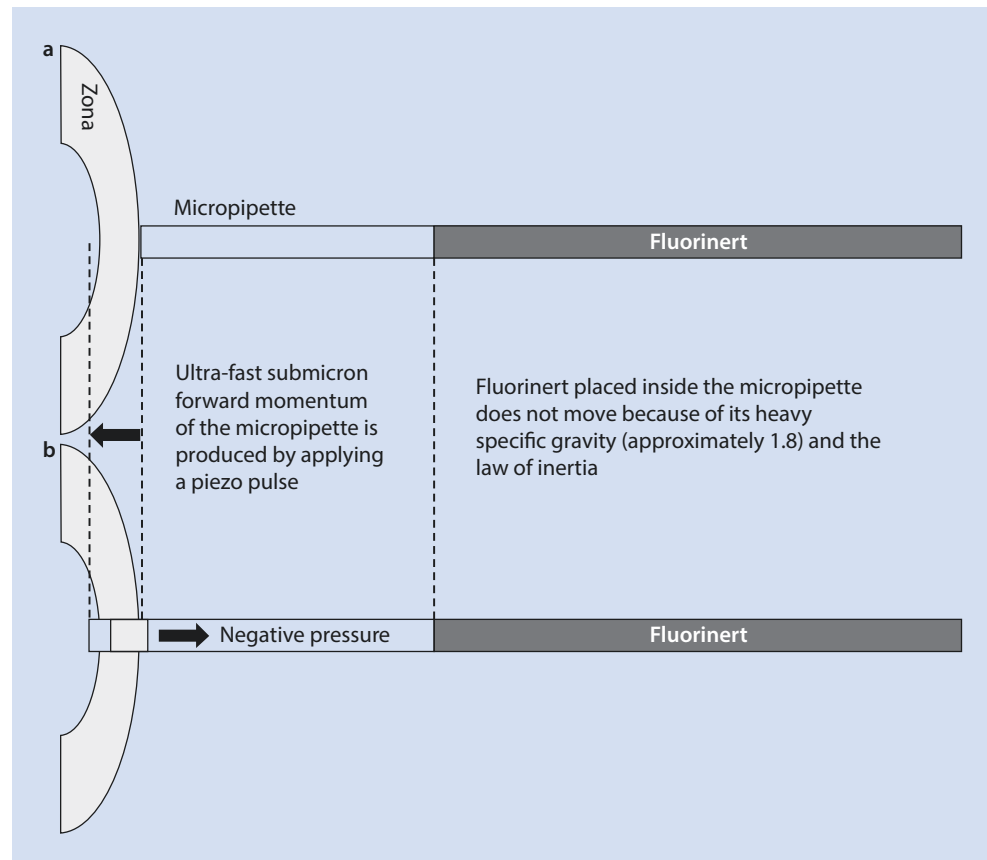 a
Zona
Micropipette
Fluorinert
Ultra-fast submicron
forward momentum
of the micropipette is
produced by applying
a piezo pulse
Fluorinert placed inside the micropipette
does not move because of its heavy
specific gravity (approximately 1.8) and the
law of inertia
b
Negative pressure
Fluorinert